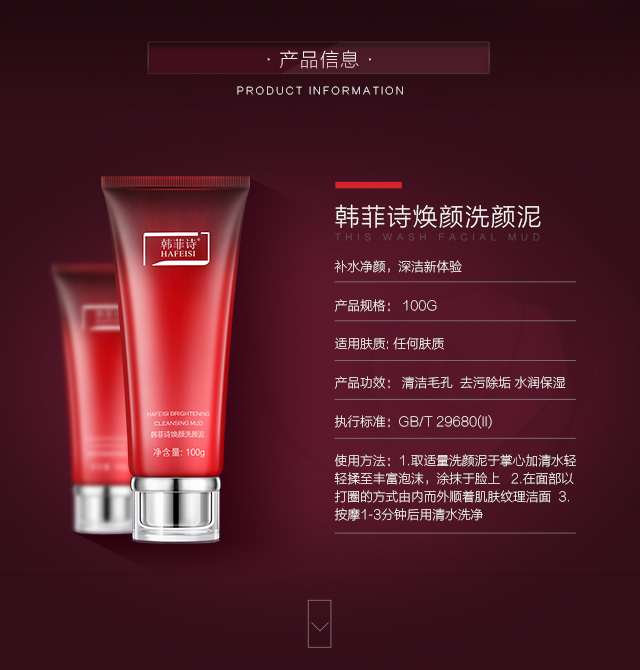 · 产品信息 ·
PRODUCT INFORMATION
韩菲诗®
HAFEISI
HAFEISI BRIGHTENING
CLEANSING MUD
韩菲诗焕颜洗颜泥
净含量: 100g
韩菲诗焕颜洗颜泥
THIS WASH FACIAL MUD
补水净颜，深洁新体验
产品规格： 100G
适用肤质: 任何肤质
产品功效： 清洁毛孔 去污除垢 水润保湿
执行标准：GB/T 29680(II)
使用方法：1.取适量洗颜泥于掌心加清水轻
轻揉至丰富泡沫，涂抹于脸上 2.在面部以
打圈的方式由内而外顺着肌肤纹理洁面 3.
按摩1-3分钟后用清水洗净